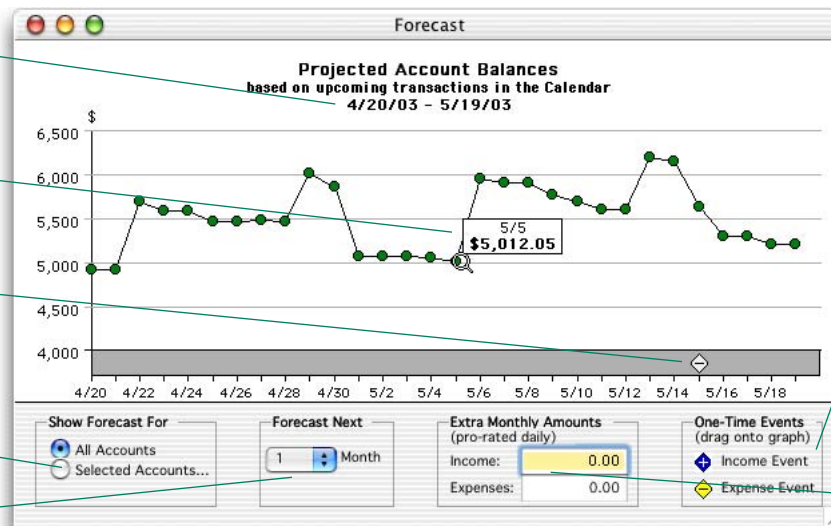 Forecast
Projected Account Balances
based on upcoming transactions in the Calendar
4/20/03 - 5/19/03
$
6,500
6,000
5,500
5,000
4,500
4,000
5/5
$5,012.05
4/20 4/22 4/24 4/26 4/28 4/30 5/2 5/4 5/6 5/8 5/10 5/12 5/14 5/16 5/18
Show Forecast For
All Accounts
Selected Accounts...
Forecast Next
1 Month
Extra Monthly Amounts
(pro-rated daily)
Income: 0.00
Expenses: 0.00
One-Time Events
(drag onto graph)
Income Event
Expense Event